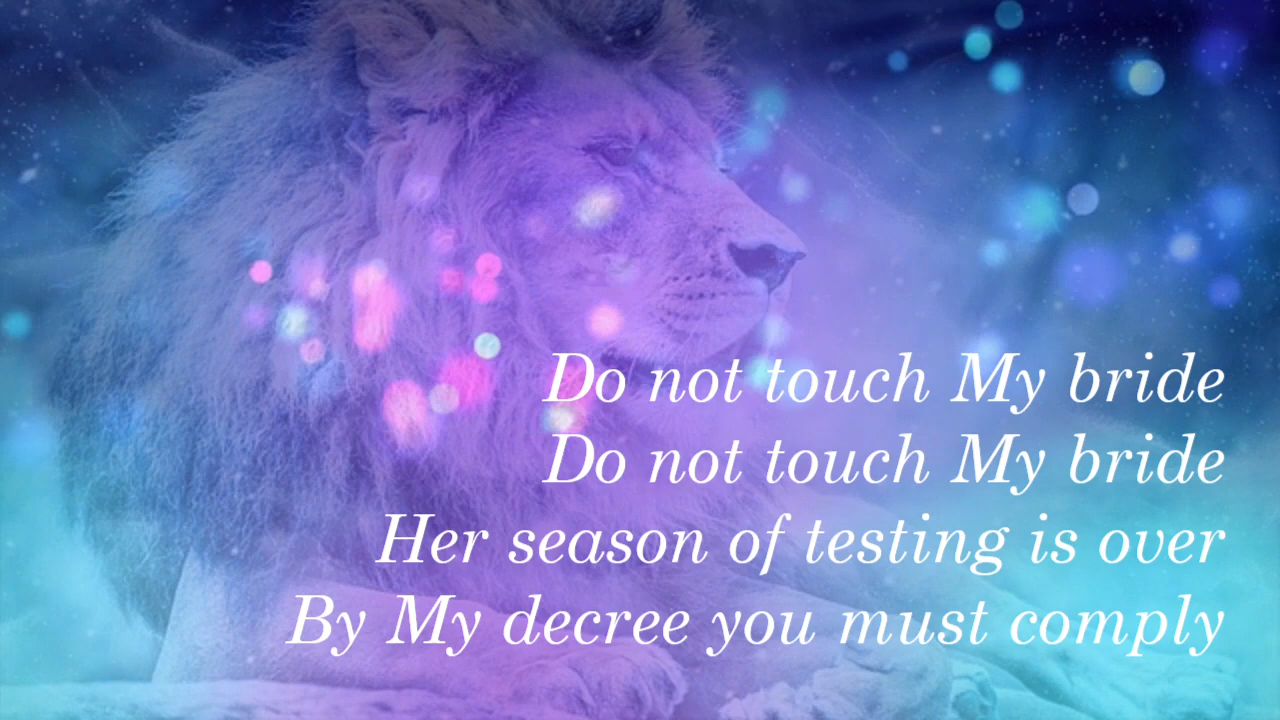 Do not touch My bride
Do not touch My bride
Her season of testing is over
By My decree you must comply